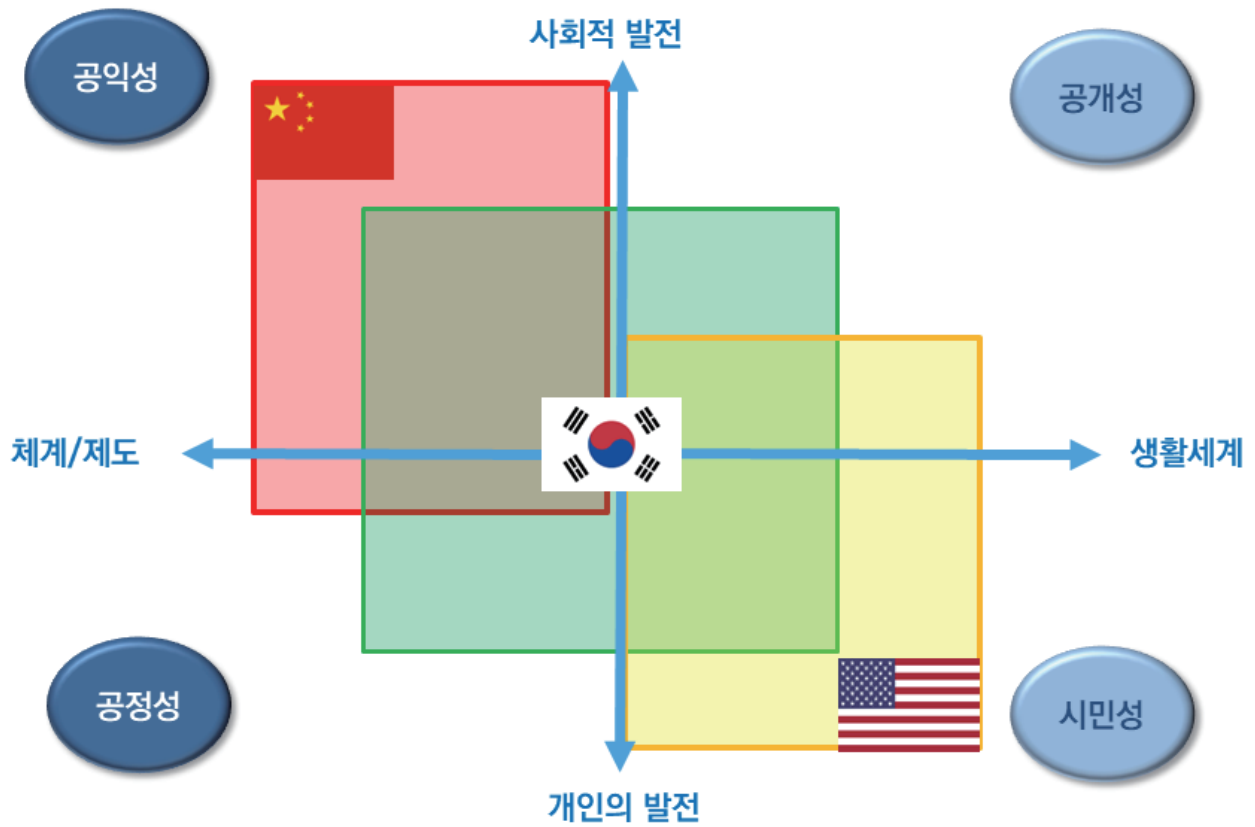 사회적 발전
공익성
공개성
체계/제도
생활세계
공정성
시민성
개인의 발전